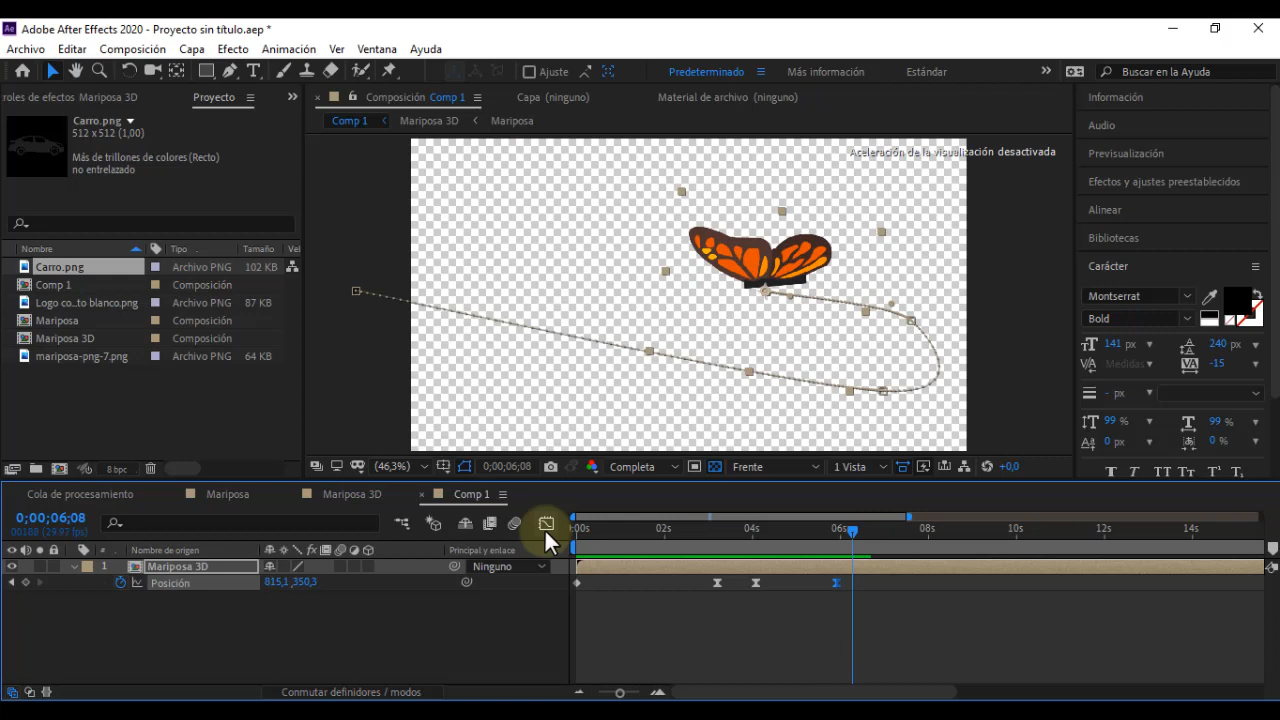 Ae Adobe After Effects 2020 - Proyecto sin título.aep *
Archivo Editar Composición Capa Efecto Animación Ver Ventana Ayuda
Ajuste Predeterminado Más información Estándar Buscar en la Ayuda
roles de efectos Mariposa 3D Proyecto
Composición Comp 1 Capa (ninguno) Material de archivo (ninguno)
Comp 1 Mariposa 3D Mariposa
Carro.png
512 x 512 (1,00)
Más de trillones de colores (Recto)
no entrelazado
Nombre Tipo Tamaño Vel
Carro.png Archivo PNG 102 KB
Comp 1 Composición
Logo co...to blanco.png Archivo PNG 87 KB
Mariposa Composición
Mariposa 3D Composición
mariposa-png-7.png Archivo PNG 64 KB
8 bpc
Aceleración de la visualización desactivada
(46,3%) 0;00;06;08 Completa Frente 1 Vista +0,0
Información
Audio
Previsualización
Efectos y ajustes preestablecidos
Alinear
Bibliotecas
Carácter
Montserrat
Bold
141 px 240 px
Medidas -15
- px
99 % 99 %
0 px 0 %
T T TT Tt T¹ T₁
Cola de procesamiento Mariposa Mariposa 3D Comp 1
0;00;06;08
00188 (29.97 fps)
:00s 02s 04s 06s 08s 10s 12s 14s
# Nombre de origen fx Principal y enlace
1 Mariposa 3D Ninguno
Posición 815,1 ,350,3
Conmutar definidores / modos